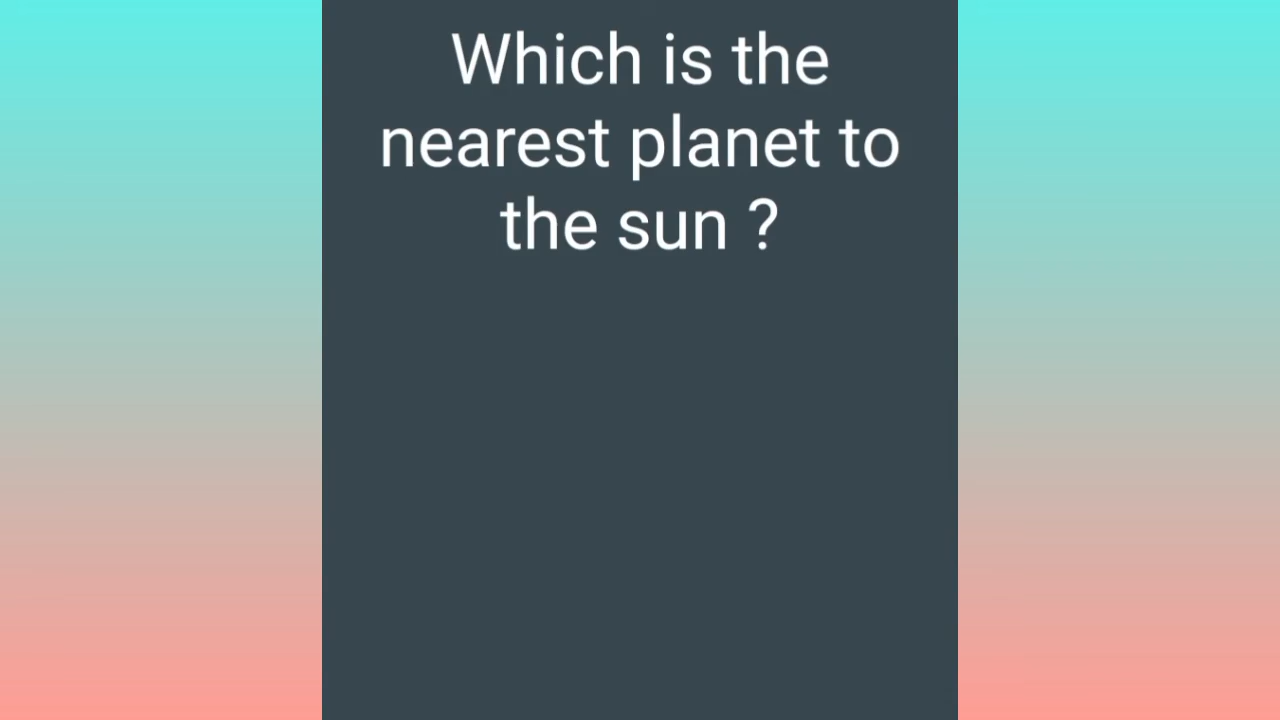 Which is the
nearest planet to
the sun ?